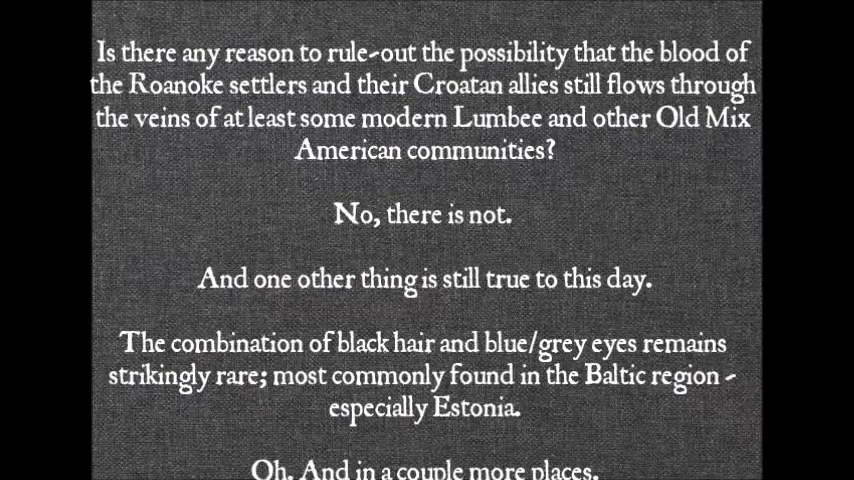 Is there any reason to rule-out the possibility that the blood of
the Roanoke settlers and their Croatan allies still flows through
the veins of at least some modern Lumbee and other Old Mix
American communities?
No, there is not.
And one other thing is still true to this day.
The combination of black hair and blue/grey eyes remains
strikingly rare; most commonly found in the Baltic region -
especially Estonia.
Oh. And in a couple more places.